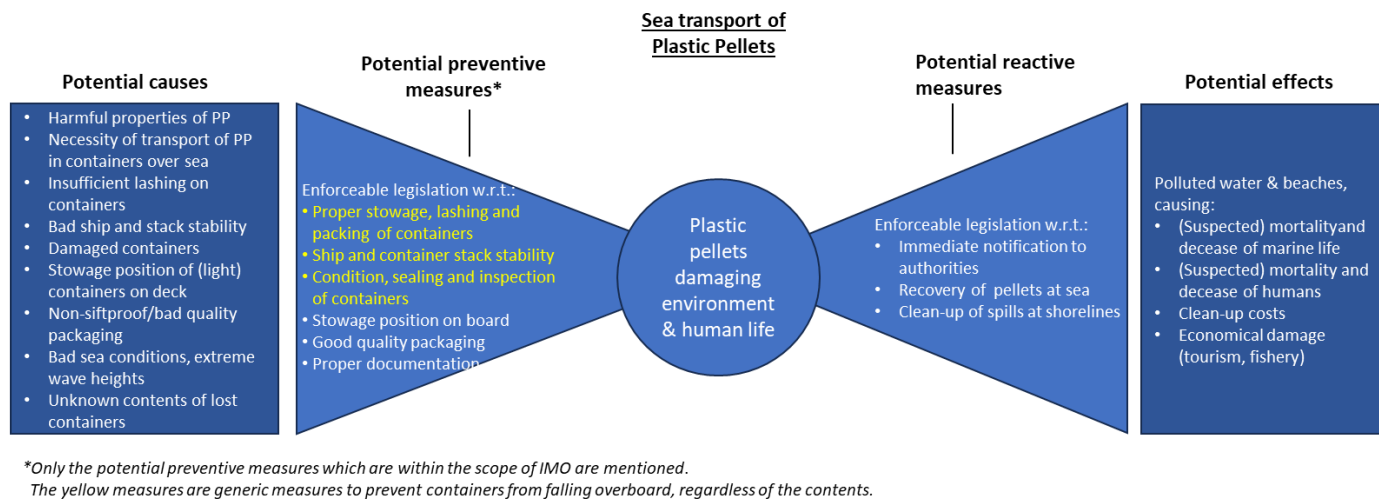 Sea transport of
Plastic Pellets
Potential causes
• Harmful properties of PP
• Necessity of transport of PP
in containers over sea
• Insufficient lashing on
containers
• Bad ship and stack stability
• Damaged containers
• Stowage position of (light)
containers on deck
• Non-siftproof/bad quality
packaging
• Bad sea conditions, extreme
wave heights
• Unknown contents of lost
containers
Potential preventive
measures*
Enforceable legislation w.r.t.:
• Proper stowage, lashing and
packing of containers
• Ship and container stack stability
• Condition, sealing and inspection
of containers
• Stowage position on board
• Good quality packaging
• Proper documentation
Plastic
pellets
damaging
environment
& human life
Potential reactive
measures
Enforceable legislation w.r.t.:
• Immediate notification to
authorities
• Recovery of pellets at sea
• Clean-up of spills at shorelines
Potential effects
Polluted water & beaches,
causing:
• (Suspected) mortalityand
decease of marine life
• (Suspected) mortality and
decease of humans
• Clean-up costs
• Economical damage
(tourism, fishery)
*Only the potential preventive measures which are within the scope of IMO are mentioned.
The yellow measures are generic measures to prevent containers from falling overboard, regardless of the contents.